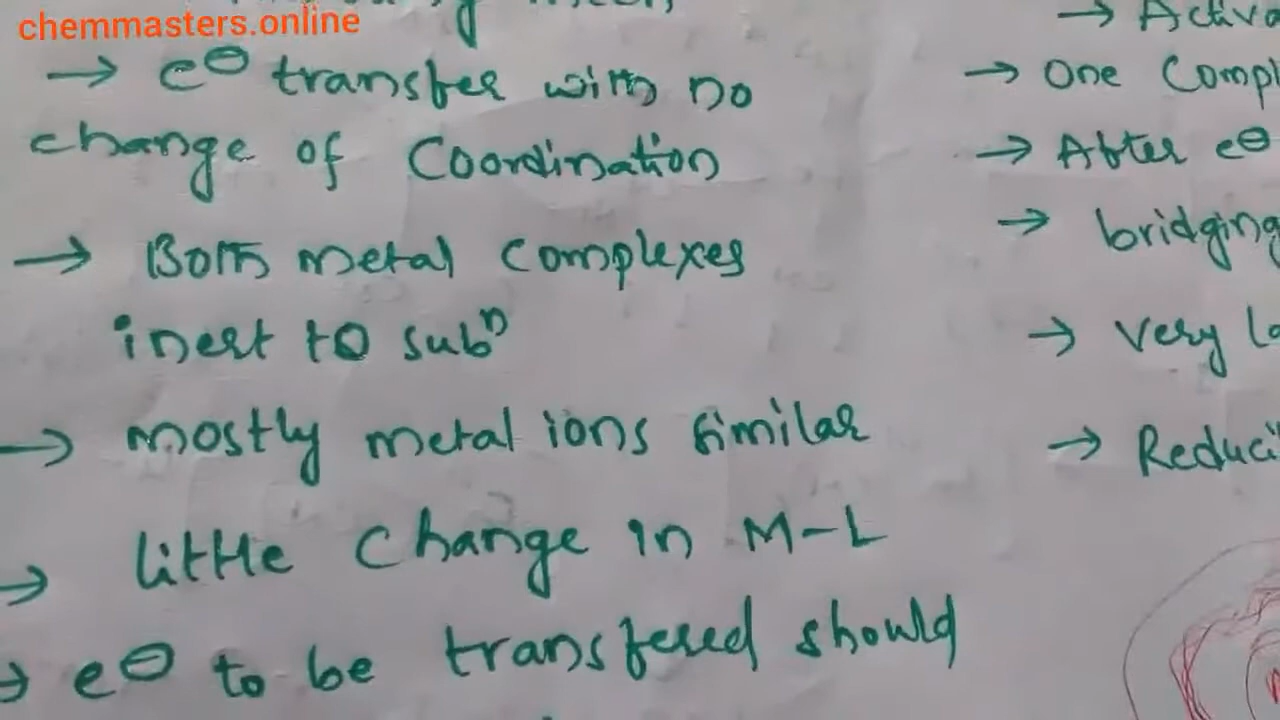 chemmasters.online
→ e⊖ transfer with no
change of Coordination
→ Both metal complexes
inert to subⁿ
→ mostly metal ions similar
→ little change in M-L
→ e⊖ to be transfered should
→ Activa
→ One Compl
→ After e⊖
→ bridging
→ very lo
→ Reduci